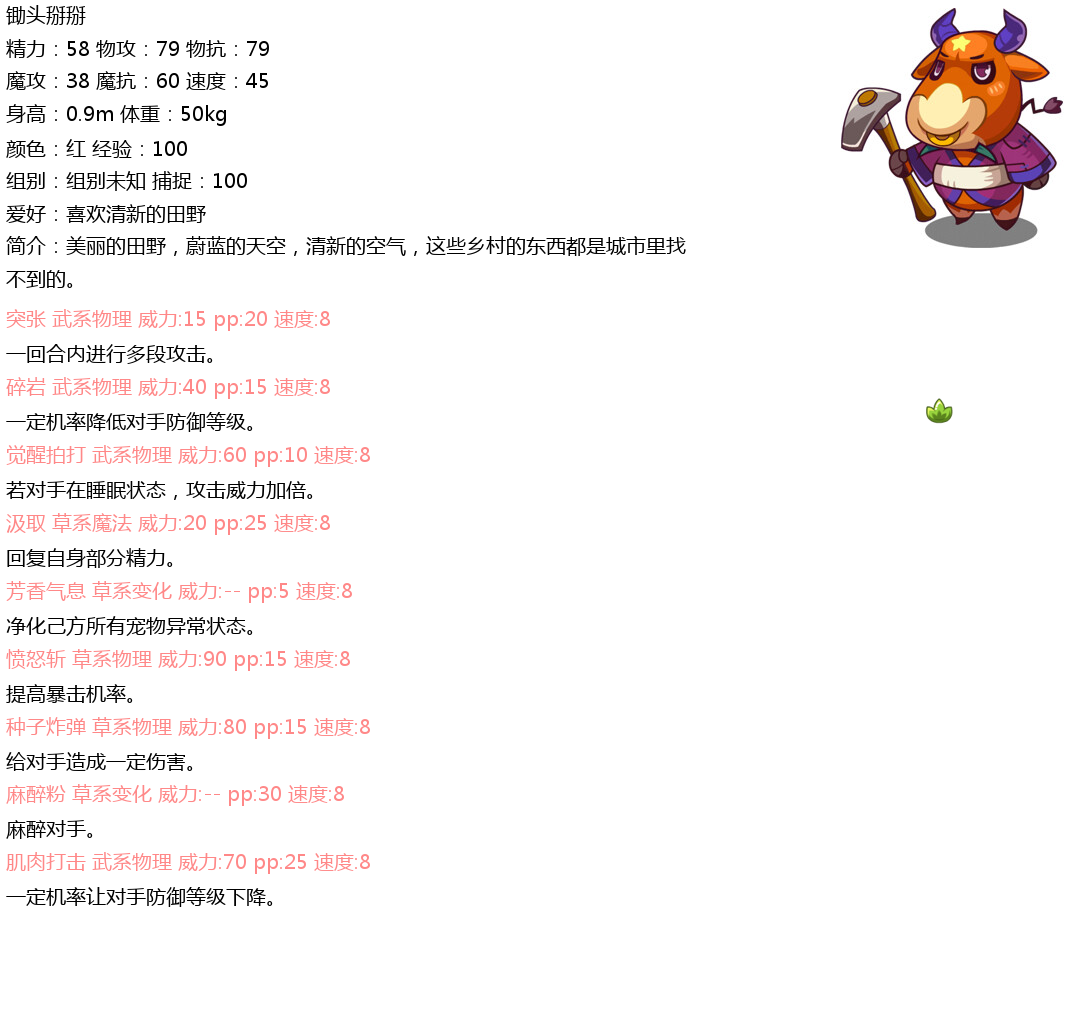 锄头掰掰
精力：58 物攻：79 物抗：79
魔攻：38 魔抗：60 速度：45
身高：0.9m 体重：50kg
颜色：红 经验：100
组别：组别未知 捕捉：100
爱好：喜欢清新的田野
简介：美丽的田野，蔚蓝的天空，清新的空气，这些乡村的东西都是城市里找
不到的。
突张 武系物理 威力:15 pp:20 速度:8
一回合内进行多段攻击。
碎岩 武系物理 威力:40 pp:15 速度:8
一定机率降低对手防御等级。
觉醒拍打 武系物理 威力:60 pp:10 速度:8
若对手在睡眠状态，攻击威力加倍。
汲取 草系魔法 威力:20 pp:25 速度:8
回复自身部分精力。
芳香气息 草系变化 威力:-- pp:5 速度:8
净化己方所有宠物异常状态。
愤怒斩 草系物理 威力:90 pp:15 速度:8
提高暴击机率。
种子炸弹 草系物理 威力:80 pp:15 速度:8
给对手造成一定伤害。
麻醉粉 草系变化 威力:-- pp:30 速度:8
麻醉对手。
肌肉打击 武系物理 威力:70 pp:25 速度:8
一定机率让对手防御等级下降。